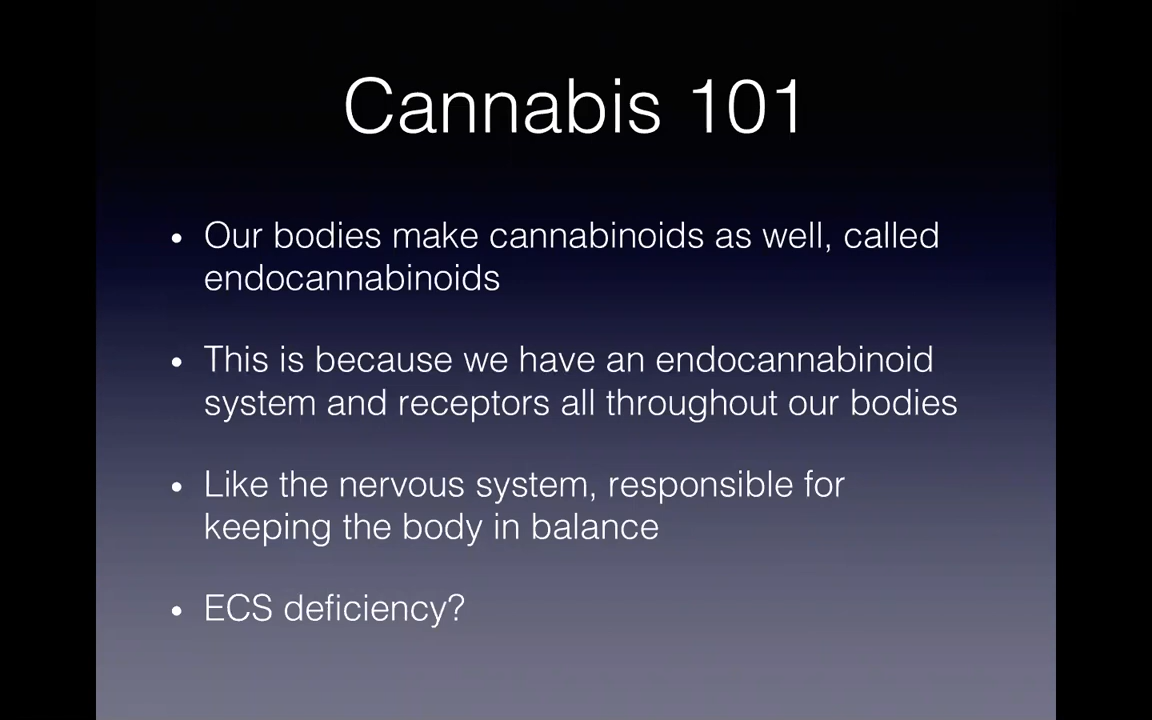 Cannabis 101
• Our bodies make cannabinoids as well, called
endocannabinoids
• This is because we have an endocannabinoid
system and receptors all throughout our bodies
• Like the nervous system, responsible for
keeping the body in balance
• ECS deficiency?